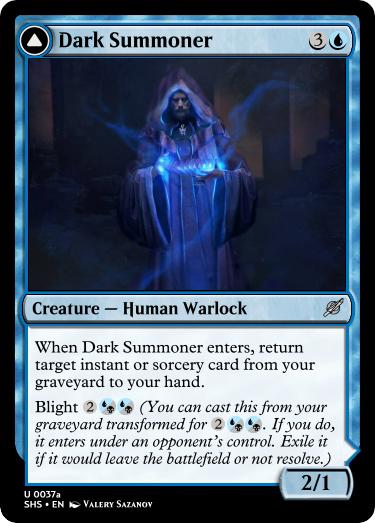 Dark Summoner 3
Creature — Human Warlock
When Dark Summoner enters, return
target instant or sorcery card from your
graveyard to your hand.
Blight 2 (You can cast this from your
graveyard transformed for 2. If you do,
it enters under an opponent's control. Exile it
if it would leave the battlefield or not resolve.)
2/1
U 0037a
SHS • EN Valery Sazanov